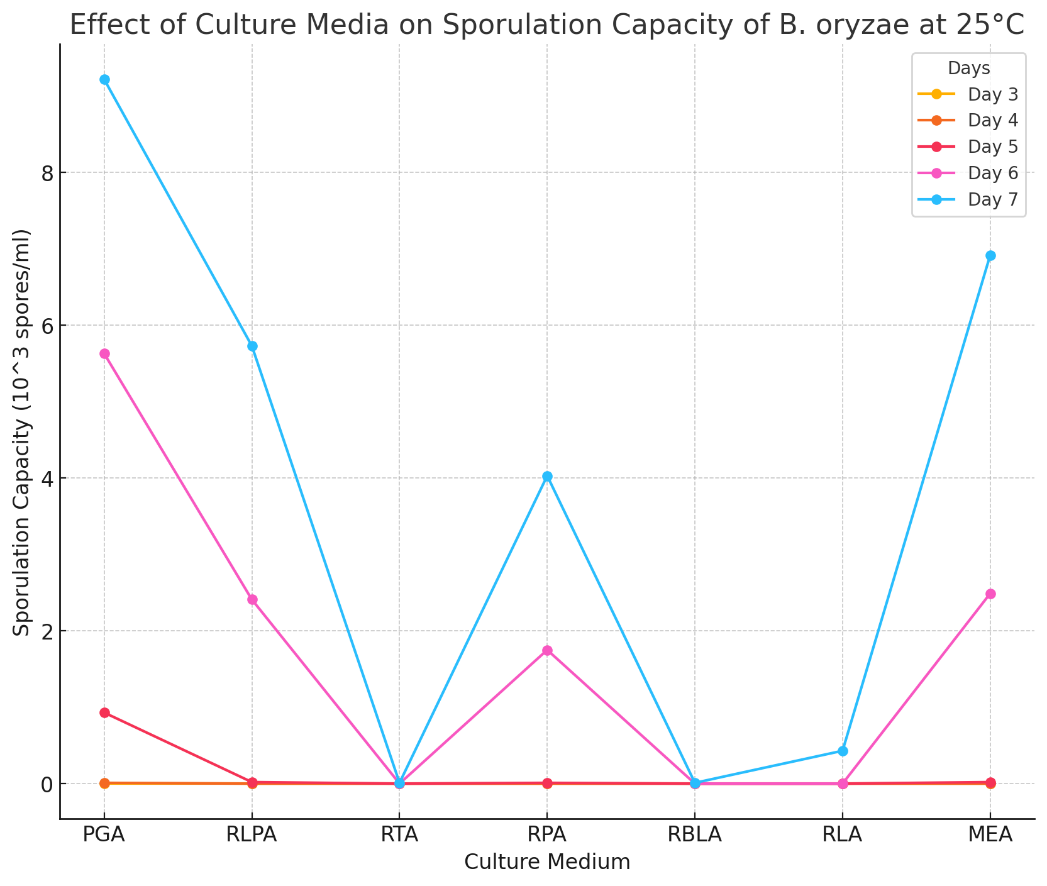 Effect of Culture Media on Sporulation Capacity of B. oryzae at 25°C
Days
Day 3
Day 4
Day 5
Day 6
Day 7
Sporulation Capacity (10^3 spores/ml)
8
6
4
2
0
PGA RLPA RTA RPA RBLA RLA MEA
Culture Medium